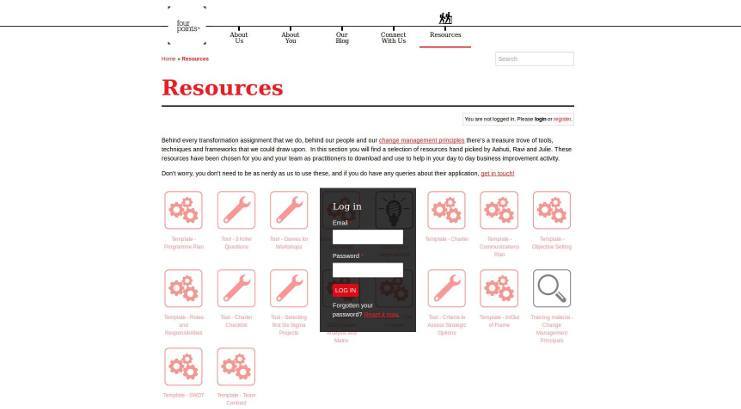 four
points
About
Us
About
You
Our
Blog
Connect
With Us
Resources
Home » Resources
Search
Resources
You are not logged in. Please login or register.
Behind every transformation assignment that we do, behind our people and our change management principles there's a treasure trove of tools,
techniques and frameworks that we could draw upon. In this section you will find a selection of resources hand picked by Aahuti, Ravi and Julie. These
resources have been chosen for you and your team as practitioners to download and use to help in your day to day business improvement activity.
Don't worry, you don't need to be as nerdy as us to use these, and if you do have any queries about their application, get in touch!
Template -
Programme Plan
Tool - 5 Killer
Questions
Tool - Games for
Workshops
Template - Charter
Template -
Communications
Plan
Template -
Objective Setting
Log in
Email
Password
LOG IN
Forgotten your
password? Reset it now.
Template - Roles
and
Responsibilities
Tool - Charter
Checklist
Tool - Selecting
first Six Sigma
Projects
Matrix
Tool - Criteria to
Assess Strategic
Options
Template - In/Out
of Frame
Training material -
Change
Management
Principles
Template - SWOT
Template - Team
Contract